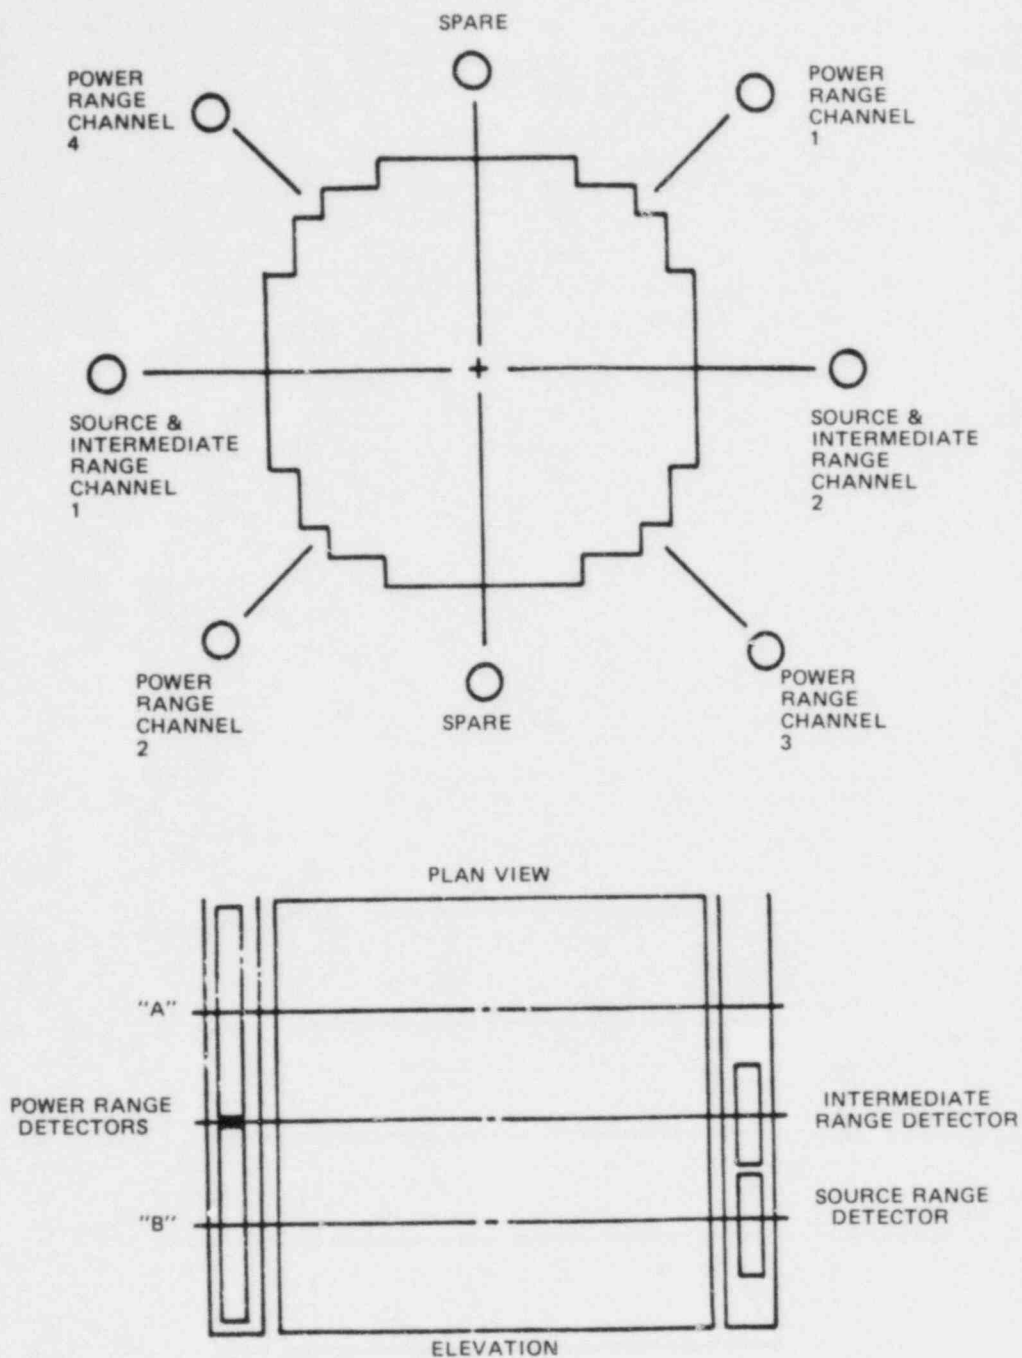 SPARE
POWER
RANGE
CHANNEL
4
POWER
RANGE
CHANNEL
1
SOURCE &
INTERMEDIATE
RANGE
CHANNEL
1
SOURCE &
INTERMEDIATE
RANGE
CHANNEL
2
POWER
RANGE
CHANNEL
2
SPARE
POWER
RANGE
CHANNEL
3
PLAN VIEW
"A"
POWER RANGE
DETECTORS
INTERMEDIATE
RANGE DETECTOR
"B"
SOURCE RANGE
DETECTOR
ELEVATION